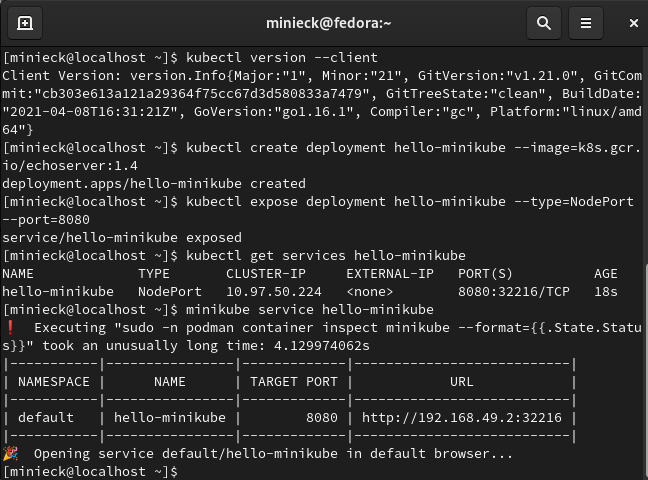 minieck@fedora:~
[minieck@localhost ~]$ kubectl version --client
Client Version: version.Info{Major:"1", Minor:"21", GitVersion:"v1.21.0", GitCom
mit:"cb303e613a121a29364f75cc67d3d580833a7479", GitTreeState:"clean", BuildDate:
"2021-04-08T16:31:21Z", GoVersion:"go1.16.1", Compiler:"gc", Platform:"linux/amd
64"}
[minieck@localhost ~]$ kubectl create deployment hello-minikube --image=k8s.gcr.
io/echoserver:1.4
deployment.apps/hello-minikube created
[minieck@localhost ~]$ kubectl expose deployment hello-minikube --type=NodePort
--port=8080
service/hello-minikube exposed
[minieck@localhost ~]$ kubectl get services hello-minikube
NAME             TYPE       CLUSTER-IP     EXTERNAL-IP   PORT(S)          AGE
hello-minikube   NodePort   10.97.50.224   <none>        8080:32216/TCP   18s
[minieck@localhost ~]$ minikube service hello-minikube
❗  Executing "sudo -n podman container inspect minikube --format={{.State.Statu
s}}" took an unusually long time: 4.129974062s
|-----------|----------------|-------------|---------------------------|
| NAMESPACE |      NAME      | TARGET PORT |            URL            |
|-----------|----------------|-------------|---------------------------|
| default   | hello-minikube |        8080 | http://192.168.49.2:32216 |
|-----------|----------------|-------------|---------------------------|
🎉  Opening service default/hello-minikube in default browser...
[minieck@localhost ~]$